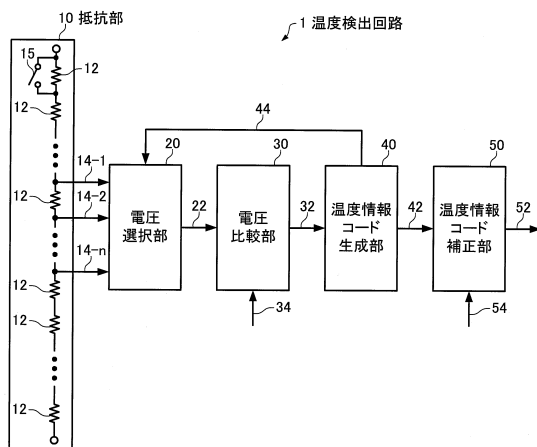 10 抵抗部
1 温度検出回路
15
12
12
44
14-1
20
30
40
50
12
14-2
電圧
選択部
22
電圧
比較部
32
温度情報
コード
生成部
42
温度情報
コード
補正部
52
14-n
12
34
54
12
12